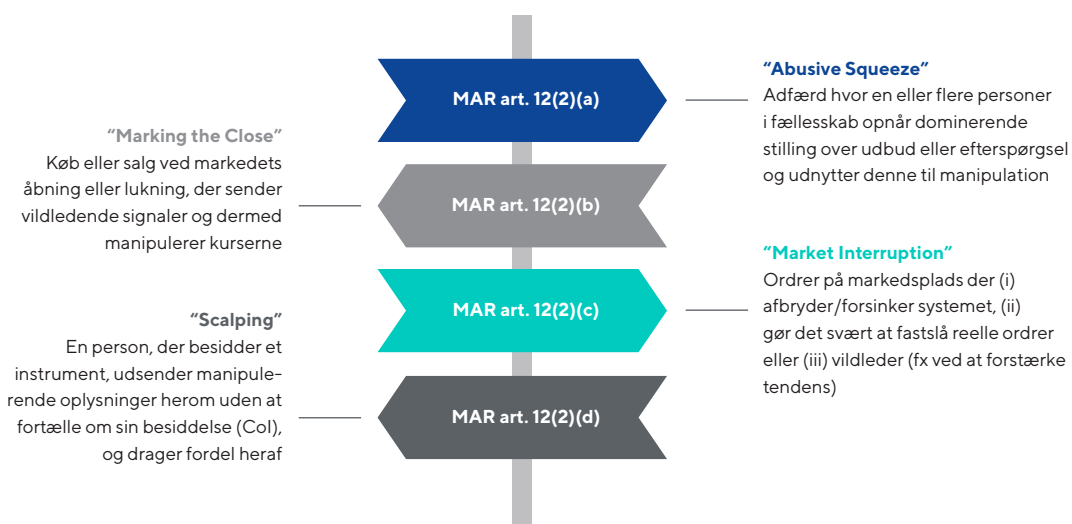 MAR art. 12(2)(a)
“Abusive Squeeze”
Adfærd hvor en eller flere personer
i fællesskab opnår dominerende
stilling over udbud eller efterspørgsel
og udnytter denne til manipulation
“Marking the Close”
Køb eller salg ved markedets
åbning eller lukning, der sender
vildledende signaler og dermed
manipulerer kurserne
MAR art. 12(2)(b)
MAR art. 12(2)(c)
“Market Interruption”
Ordrer på markedsplads der (i)
afbryder/forsinker systemet, (ii)
gør det svært at fastslå reelle ordrer
eller (iii) vildleder (fx ved at forstærke
tendens)
“Scalping”
En person, der besidder et
instrument, udsender manipule-
rende oplysninger herom uden at
fortælle om sin besiddelse (CoI),
og drager fordel heraf
MAR art. 12(2)(d)